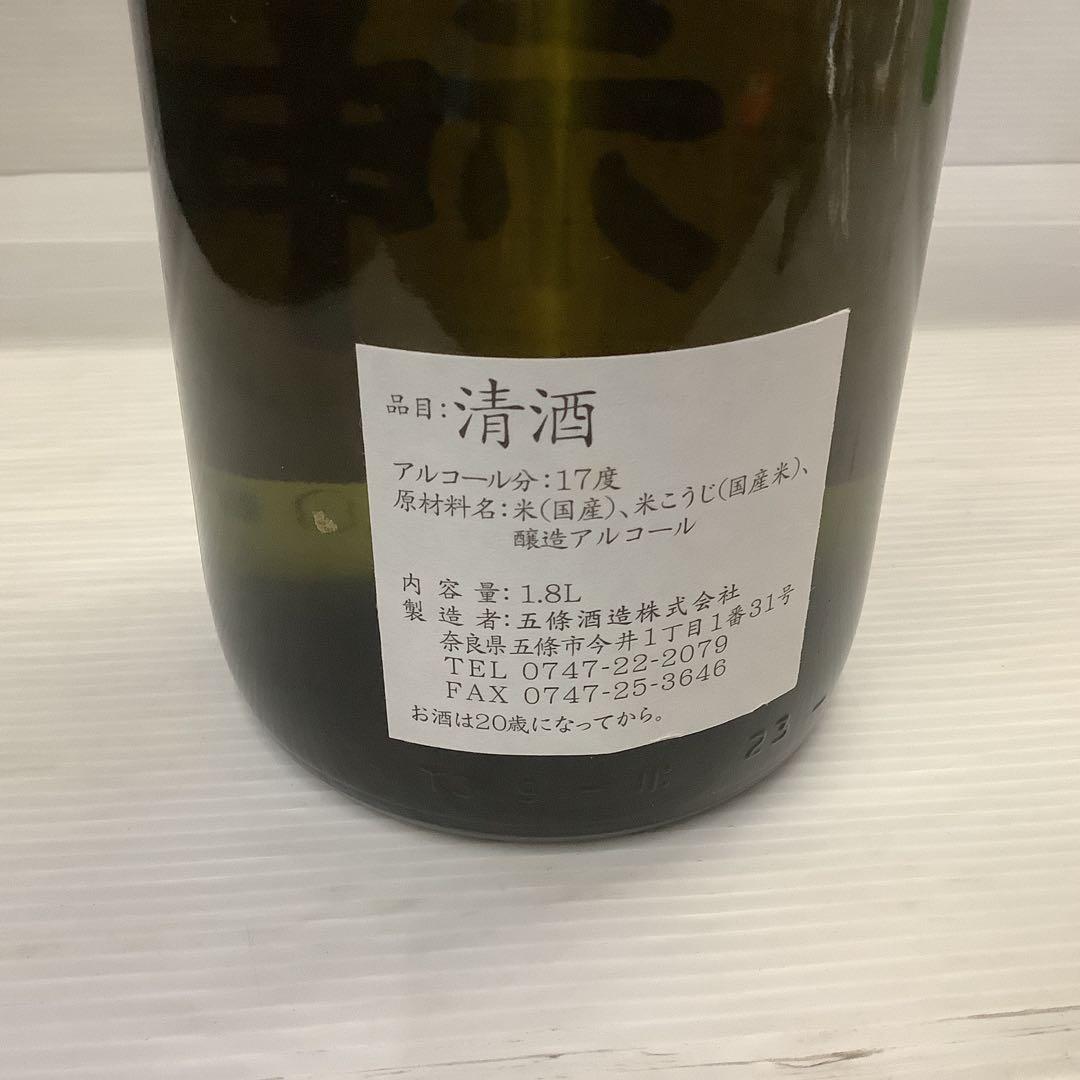 品目:清酒
アルコール分:17度
原材料名:米(国産)、米こうじ(国産米)、
醸造アルコール
内容量:1.8L
製造者:五條酒造株式会社
奈良県五條市今井1丁目1番31号
TEL 0747-22-2079
FAX 0747-25-3646
お酒は20歳になってから。
23